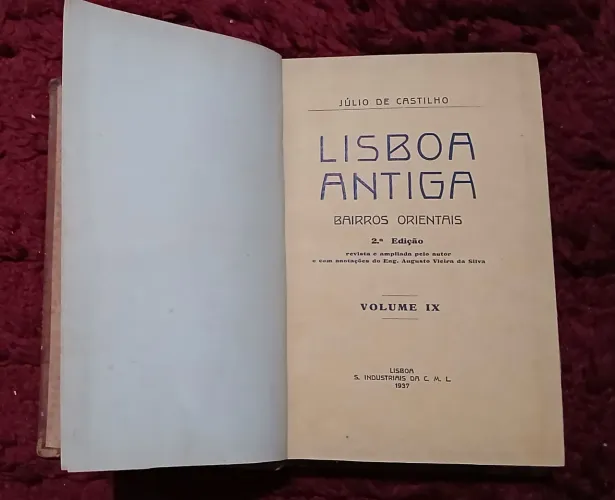 JÚLIO DE CASTILHO
LISBOA
ANTIGA
BAIRROS ORIENTAIS
2.ª Edição
revista e ampliada pelo autor
e com anotações do Eng. Augusto Vieira da Silva
VOLUME IX
LISBOA
S. INDUSTRIAIS DA C. M. L.
1937